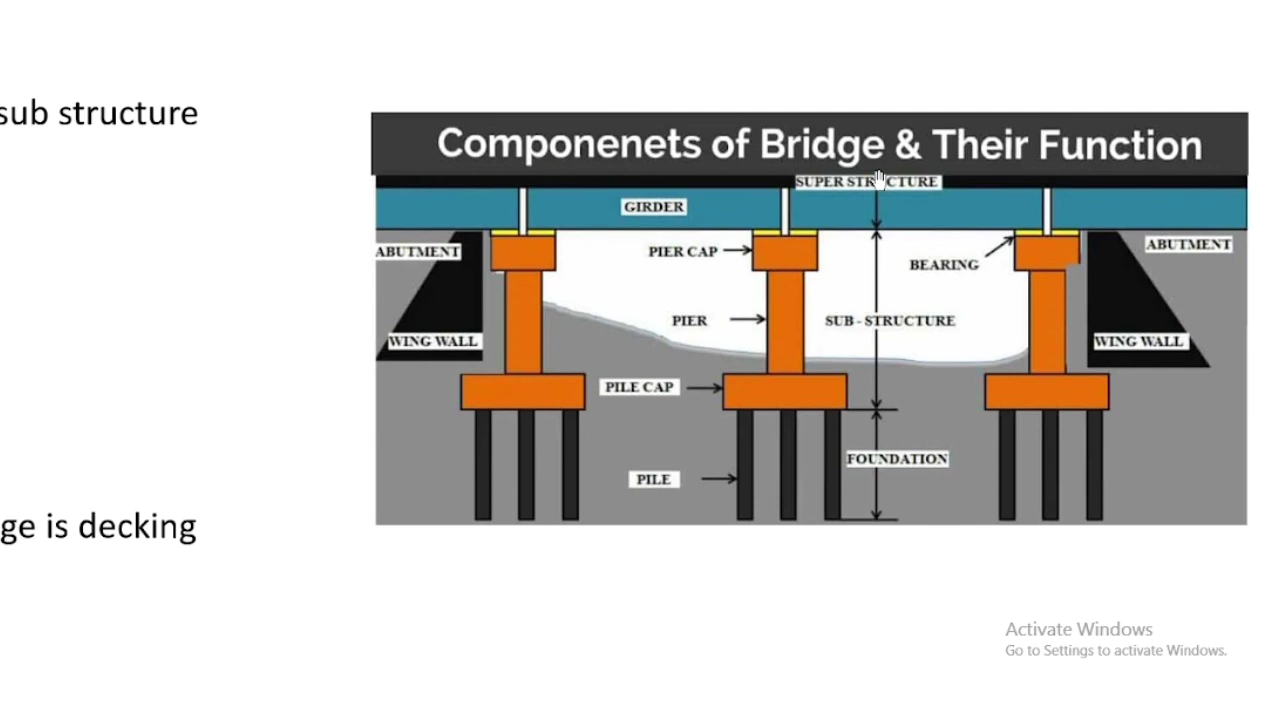 sub structure
Componenets of Bridge & Their Function
SUPER STRUCTURE
GIRDER
ABUTMENT
PIER CAP
BEARING
ABUTMENT
PIER
SUB - STRUCTURE
WING WALL
WING WALL
PILE CAP
FOUNDATION
PILE
ge is decking
Activate Windows
Go to Settings to activate Windows.